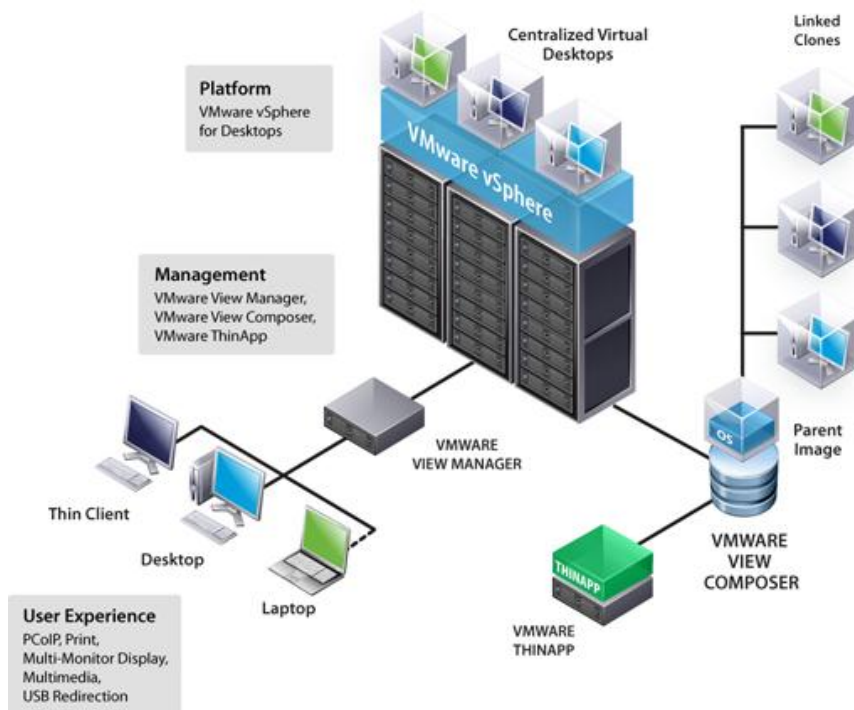 Centralized Virtual
Desktops
Linked
Clones
Platform
VMware vSphere
for Desktops
VMware vSphere
Management
VMware View Manager,
VMware View Composer,
VMware ThinApp
VMWARE
VIEW MANAGER
OS
Parent
Image
Thin Client
Desktop
Laptop
VMWARE
VIEW
COMPOSER
THINAPP
VMWARE
THINAPP
User Experience
PCoIP, Print,
Multi-Monitor Display,
Multimedia,
USB Redirection